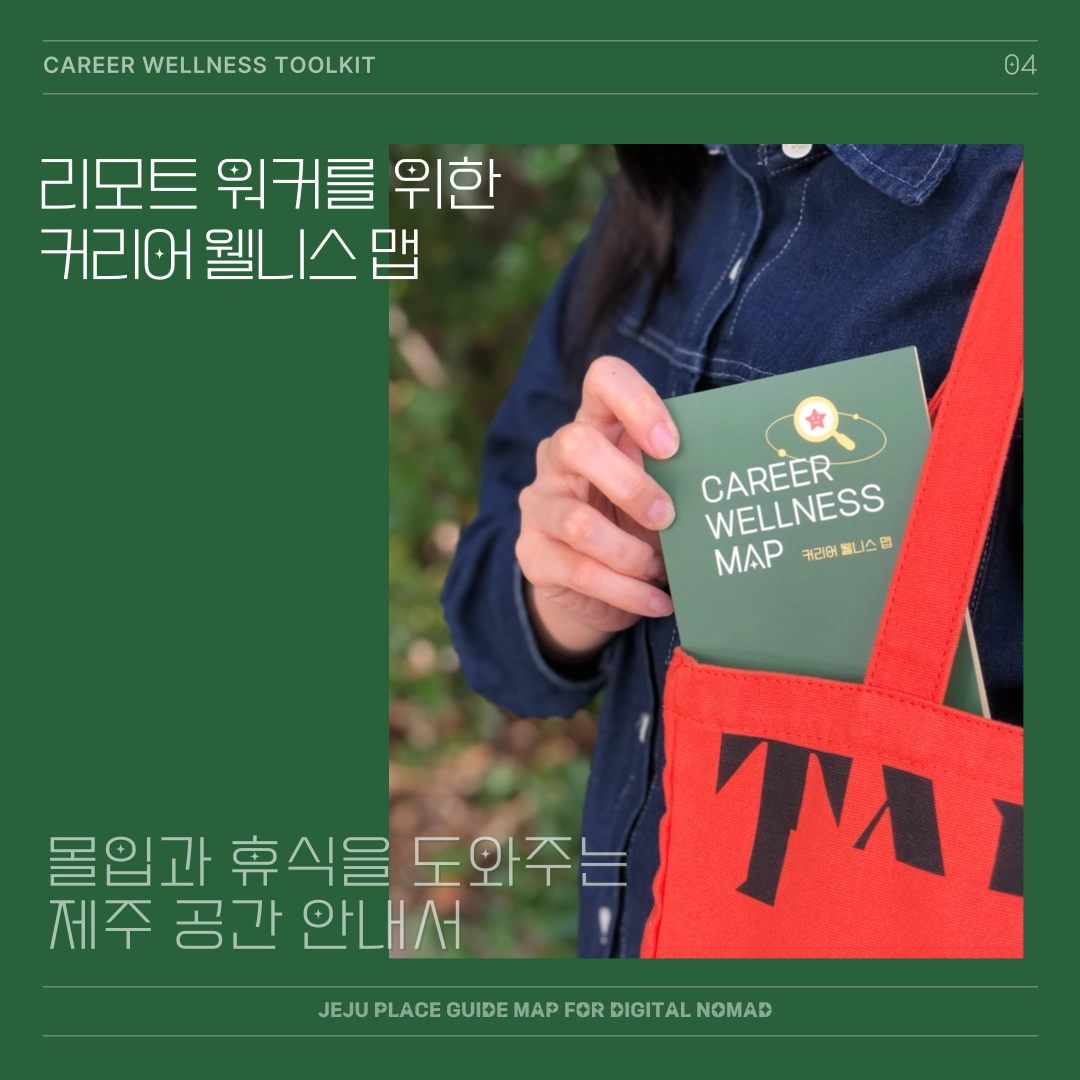 CAREER WELLNESS TOOLKIT
04
리모트 워커를 위한
커리어 웰니스 맵
CAREER
WELLNESS
MAP 커리어 웰니스 맵
몰입과 휴식을 도와주는
제주 공간 안내서
JEJU PLACE GUIDE MAP FOR DIGITAL NOMAD